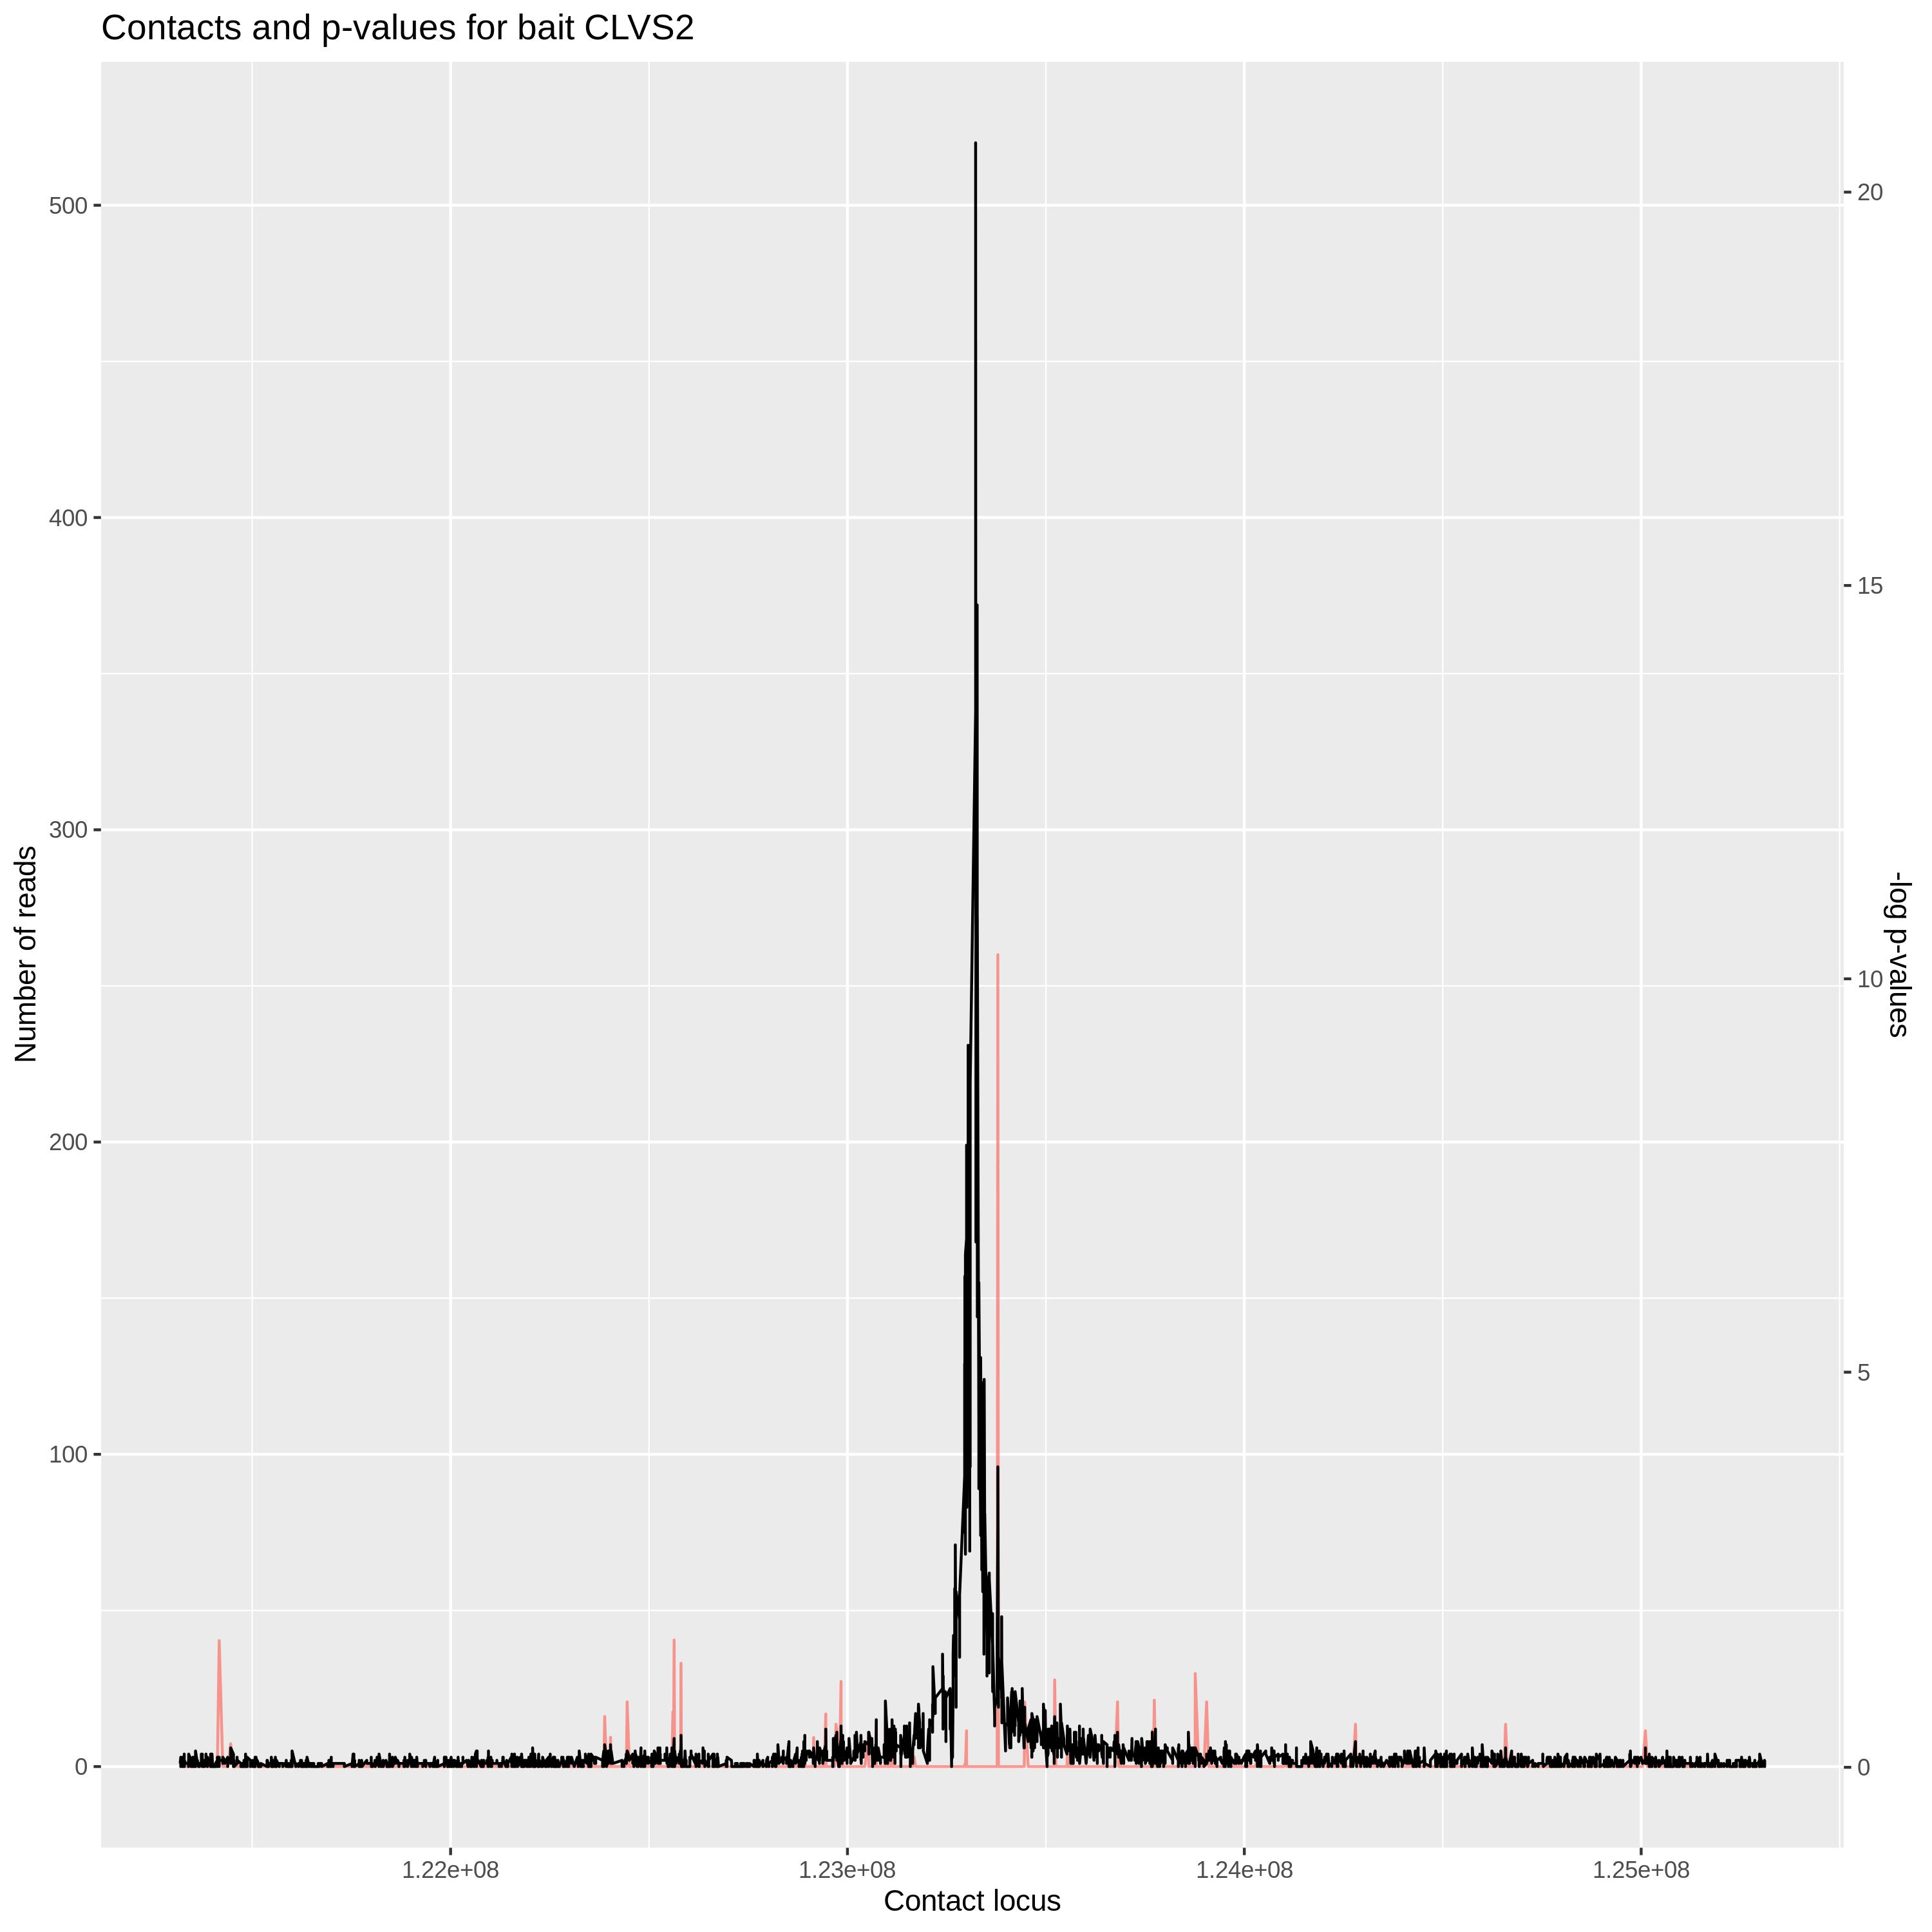 Contacts and p-values for bait CLVS2
500
400
300
200
100
0
Number of reads
20
15
10
5
0
-log p-values
1.22e+08
1.23e+08
1.24e+08
1.25e+08
Contact locus